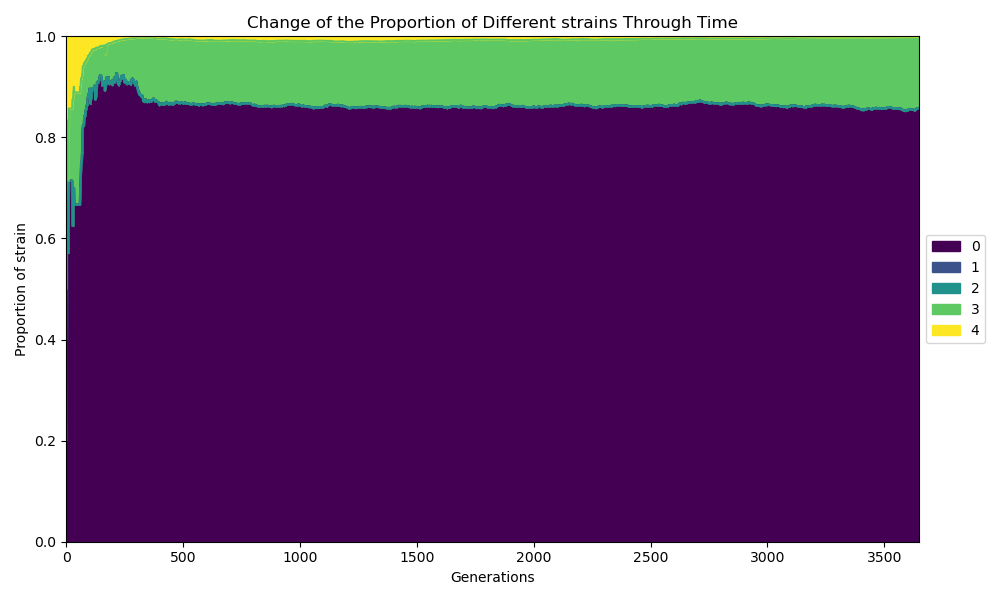 Change of the Proportion of Different strains Through Time
1.0
0.8
0.6
0.4
0.2
0.0
Proportion of strain
0 500 1000 1500 2000 2500 3000 3500
Generations
0
1
2
3
4